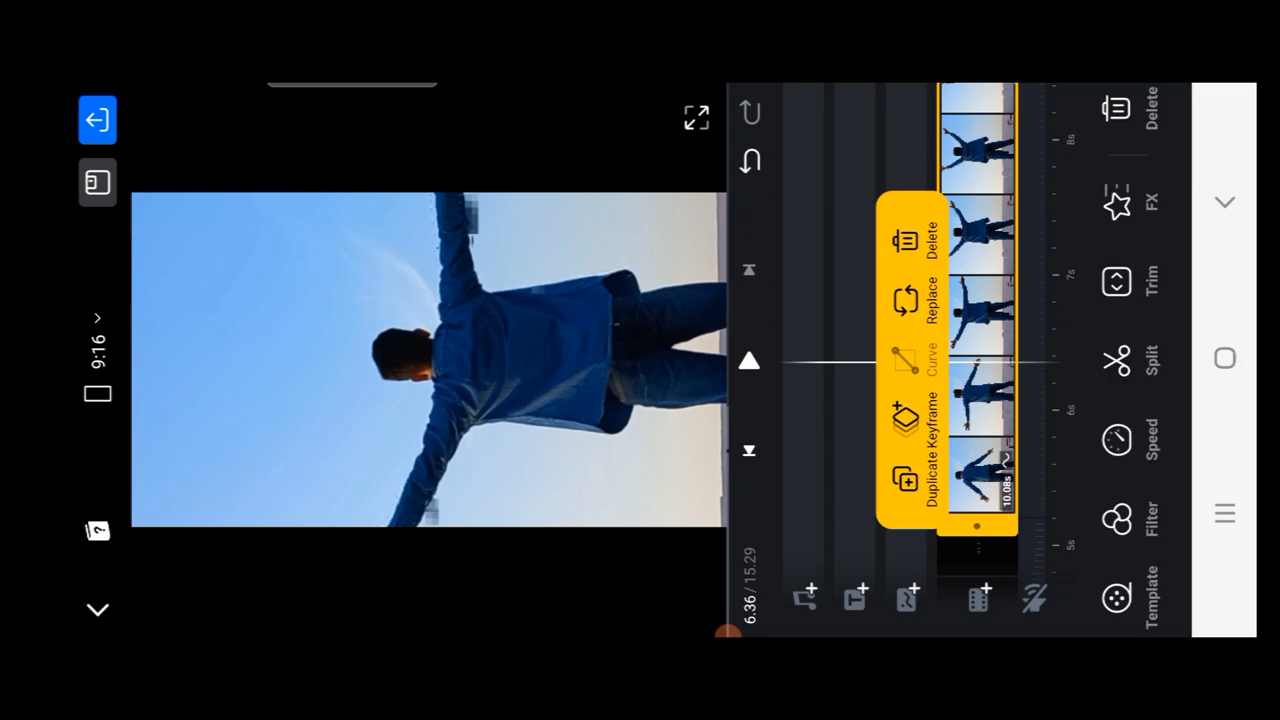 9:16
6.36 / 15.29
Duplicate Keyframe Curve Replace Delete
10.08s
5s 6s 7s 8s
Template Filter Speed Split Trim FX Delete